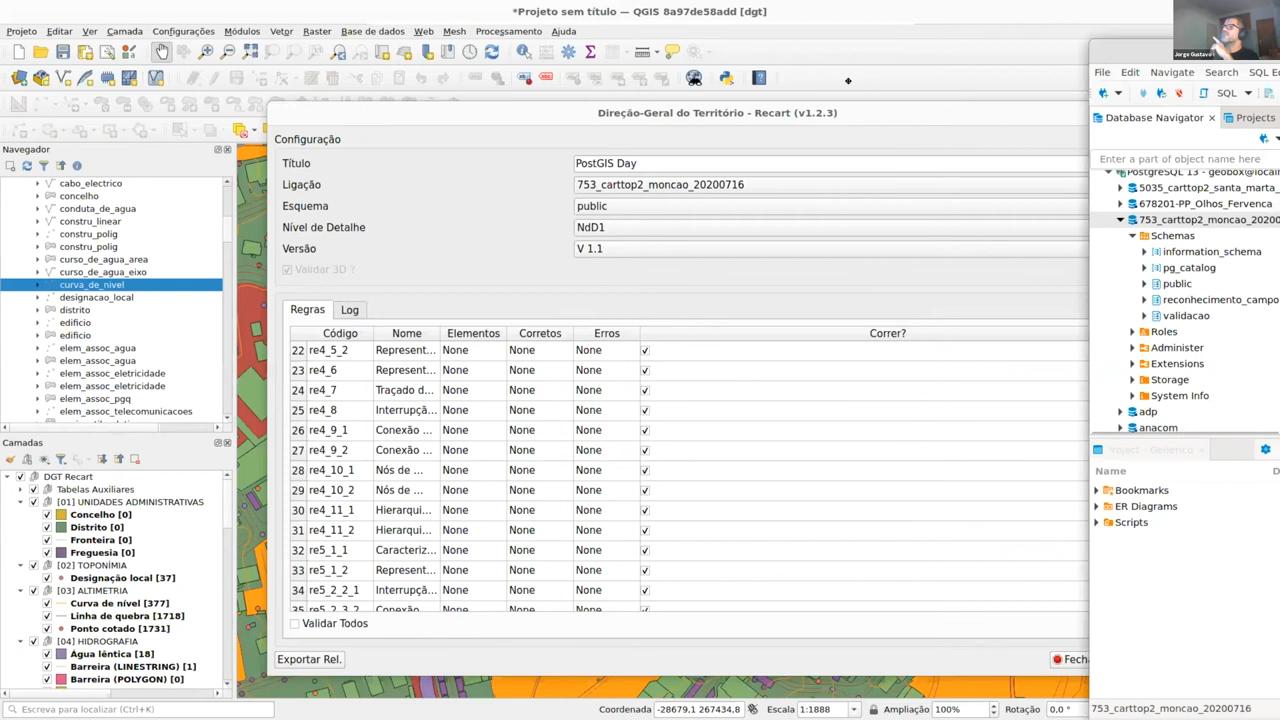 *Projeto sem título — QGIS 8a97de58add [dgt]
Projeto Editar Ver Camada Configurações Módulos Vetor Raster Base de dados Web Mesh Processamento Ajuda
Navegador
cabo_electrico
concelho
conduta_de_agua
constru_linear
constru_polig
constru_polig
curso_de_agua_area
curso_de_agua_eixo
curva_de_nivel
designacao_local
distrito
edificio
edificio
elem_assoc_agua
elem_assoc_agua
elem_assoc_eletricidade
elem_assoc_eletricidade
elem_assoc_pgq
elem_assoc_telecomunicacoes
Camadas
DGT Recart
Tabelas Auxiliares
[01] UNIDADES ADMINISTRATIVAS
Concelho [0]
Distrito [0]
Fronteira [0]
Freguesia [0]
[02] TOPONÍMIA
Designação local [37]
[03] ALTIMETRIA
Curva de nível [377]
Linha de quebra [1718]
Ponto cotado [1731]
[04] HIDROGRAFIA
Água lêntica [18]
Barreira (LINESTRING) [1]
Barreira (POLYGON) [0]
Direção-Geral do Território - Recart (v1.2.3)
Configuração
Título PostGIS Day
Ligação 753_carttop2_moncao_20200716
Esquema public
Nível de Detalhe NdD1
Versão V 1.1
Validar 3D ?
Regras Log
Código Nome Elementos Corretos Erros Correr?
22 re4_5_2 Represent... None None None
23 re4_6 Represent... None None None
24 re4_7 Traçado d... None None None
25 re4_8 Interrupçã... None None None
26 re4_9_1 Conexão ... None None None
27 re4_9_2 Conexão ... None None None
28 re4_10_1 Nós de ... None None None
29 re4_10_2 Nós de ... None None None
30 re4_11_1 Hierarqui... None None None
31 re4_11_2 Hierarqui... None None None
32 re5_1_1 Caracteriz... None None None
33 re5_1_2 Represent... None None None
34 re5_2_2_1 Interrupçã... None None None
35 re5_2_3_2 Conexão None None None
Validar Todos
Exportar Rel. Fech
Jorge Gustavo
File Edit Navigate Search SQL E
SQL
Database Navigator Projects
Enter a part of object name here
PostgreSQL 13 - geobox@local
5035_carttop2_santa_marta_
678201-PP_Olhos_Fervenca
753_carttop2_moncao_20200
Schemas
information_schema
pg_catalog
public
reconhecimento_campo
validacao
Roles
Administer
Extensions
Storage
System Info
adp
anacom
Name
Bookmarks
ER Diagrams
Scripts
Escreva para localizar (Ctrl+K) Coordenada -28679,1 267434,8 Escala 1:1888 Ampliação 100% Rotação 0,0 °
753_carttop2_moncao_20200716